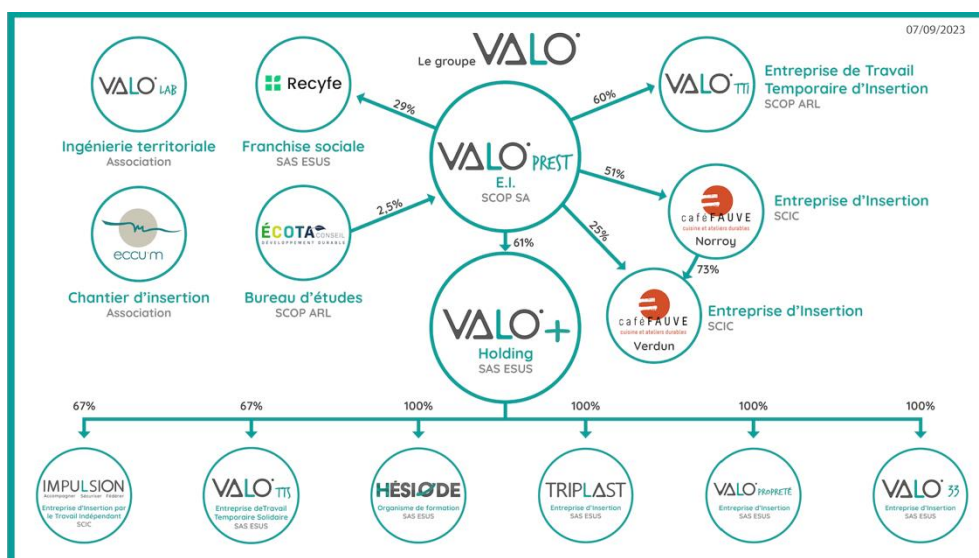 07/09/2023
Le groupe VALO
VALO LAB
Ingénierie territoriale
Association
Recyfe
Franchise sociale
SAS ESUS
29%
VALO PREST
E.I.
SCOP SA
60%
VALO TTI
Entreprise de Travail
Temporaire d'Insertion
SCOP ARL
eccum
Chantier d'insertion
Association
ÉCOTA CONSEIL
DÉVELOPPEMENT DURABLE
Bureau d'études
SCOP ARL
2,5%
51%
caféFAUVE
cuisine et ateliers durables
Norroy
Entreprise d'Insertion
SCIC
25%
73%
caféFAUVE
cuisine et ateliers durables
Verdun
Entreprise d'Insertion
SCIC
61%
VALO +
Holding
SAS ESUS
67%
67%
100%
100%
100%
100%
IMPULSION
Accompagner Sécuriser Fédérer
Entreprise d'Insertion par
le Travail Indépendant
SCIC
VALO TTS
Entreprise deTravail
Temporaire Solidaire
SAS ESUS
HÉSIODE
Organisme de formation
SAS ESUS
TRIPLAST
Entreprise d'Insertion
SAS ESUS
VALO PROPRETÉ
Entreprise d'Insertion
SAS ESUS
VALO 33
Entreprise d'Insertion
SAS ESUS